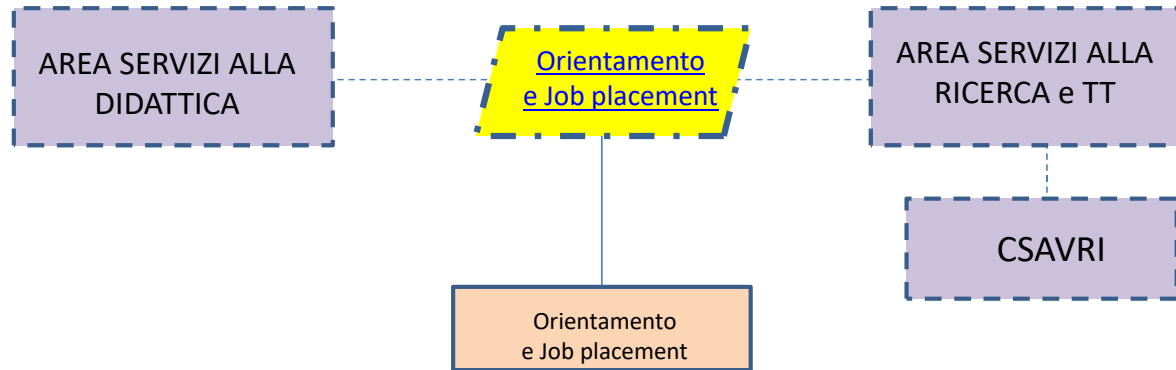 AREA SERVIZI ALLA
DIDATTICA
Orientamento
e Job placement
AREA SERVIZI ALLA
RICERCA e TT
CSAVRI
Orientamento
e Job placement